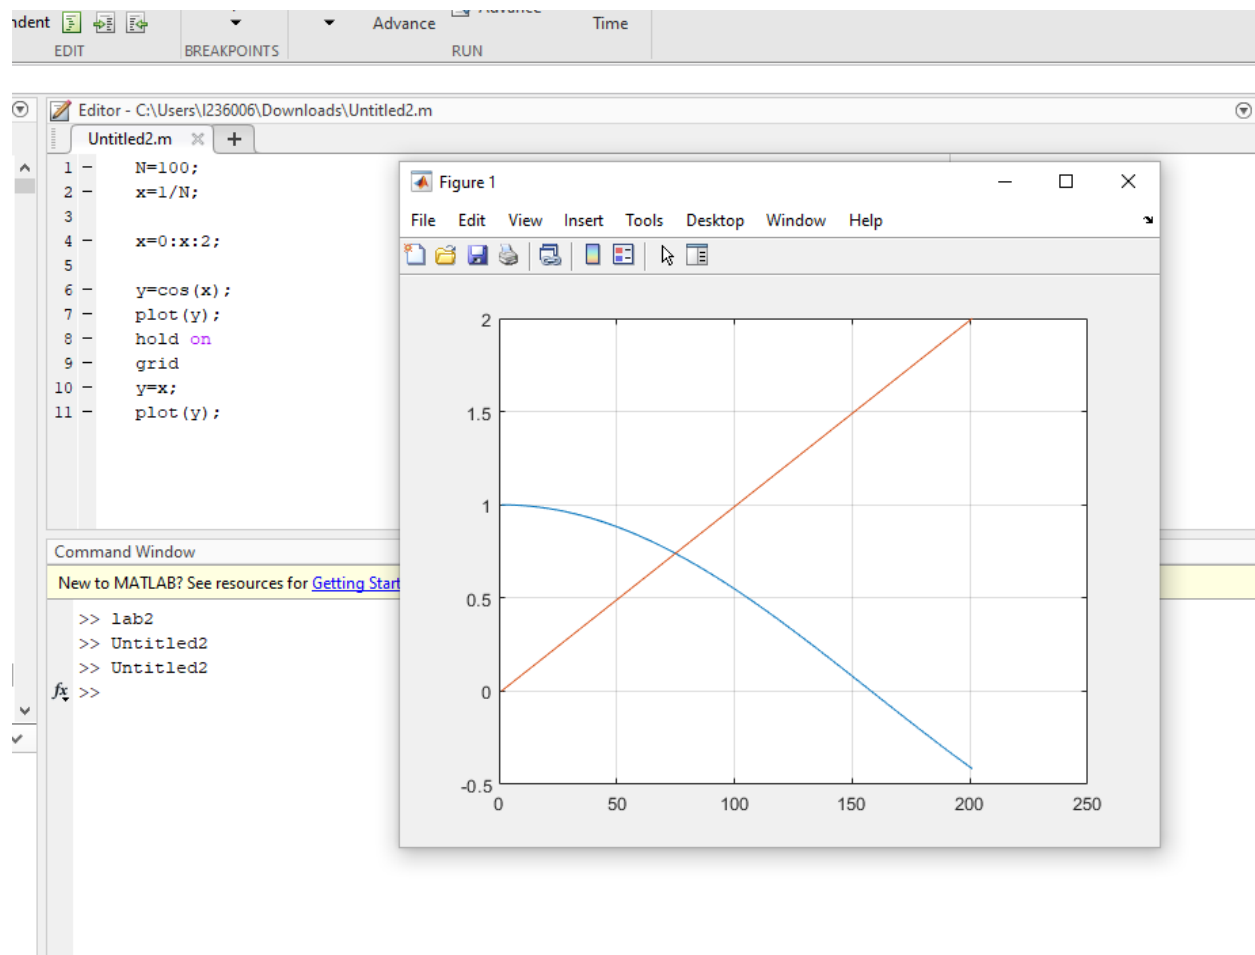 ndent
Advance
Advance
Time
EDIT
BREAKPOINTS
RUN
Editor - C:\Users\I236006\Downloads\Untitled2.m
Untitled2.m
1 – N=100;
2 – x=1/N;
3
4 – x=0:x:2;
5
6 – y=cos(x);
7 – plot(y);
8 – hold on
9 – grid
10 – y=x;
11 – plot(y);
Figure 1
File Edit View Insert Tools Desktop Window Help
2
1.5
1
0.5
0
-0.5
0 50 100 150 200 250
Command Window
New to MATLAB? See resources for Getting Start
>> lab2
>> Untitled2
>> Untitled2
fx >>